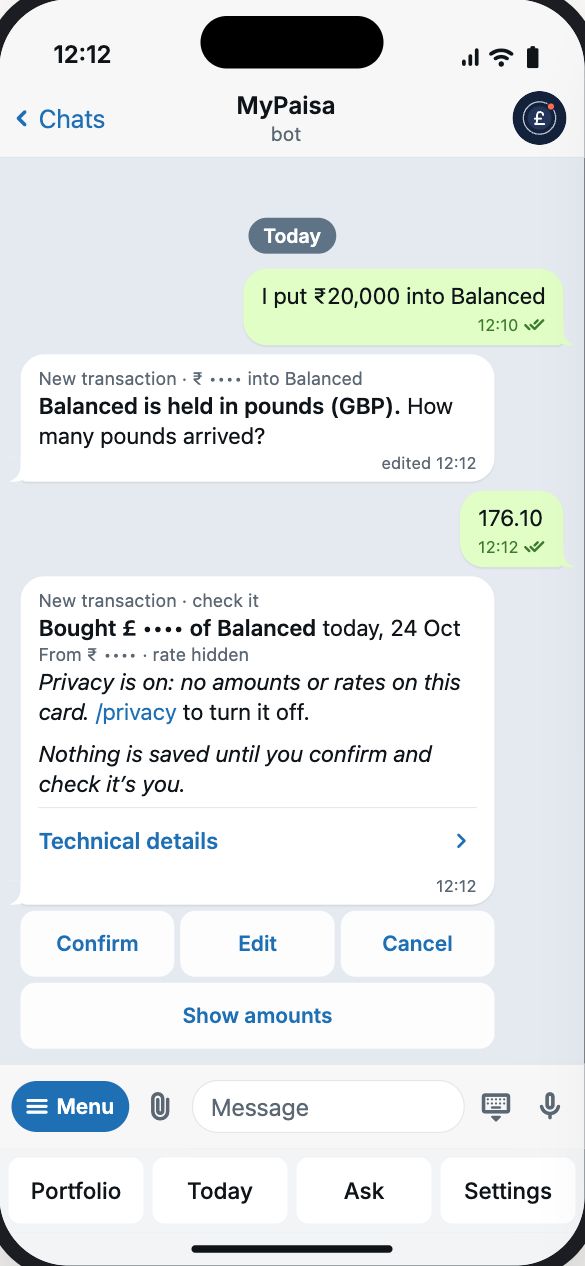 12:12
Chats
MyPaisa
bot
£
Today
I put ₹20,000 into Balanced
12:10
New transaction · ₹ •••• into Balanced
Balanced is held in pounds (GBP). How
many pounds arrived?
edited 12:12
176.10
12:12
New transaction · check it
Bought £ •••• of Balanced today, 24 Oct
From ₹ •••• · rate hidden
Privacy is on: no amounts or rates on this
card. /privacy to turn it off.
Nothing is saved until you confirm and
check it’s you.
Technical details
12:12
Confirm Edit Cancel
Show amounts
Menu Message
Portfolio Today Ask Settings